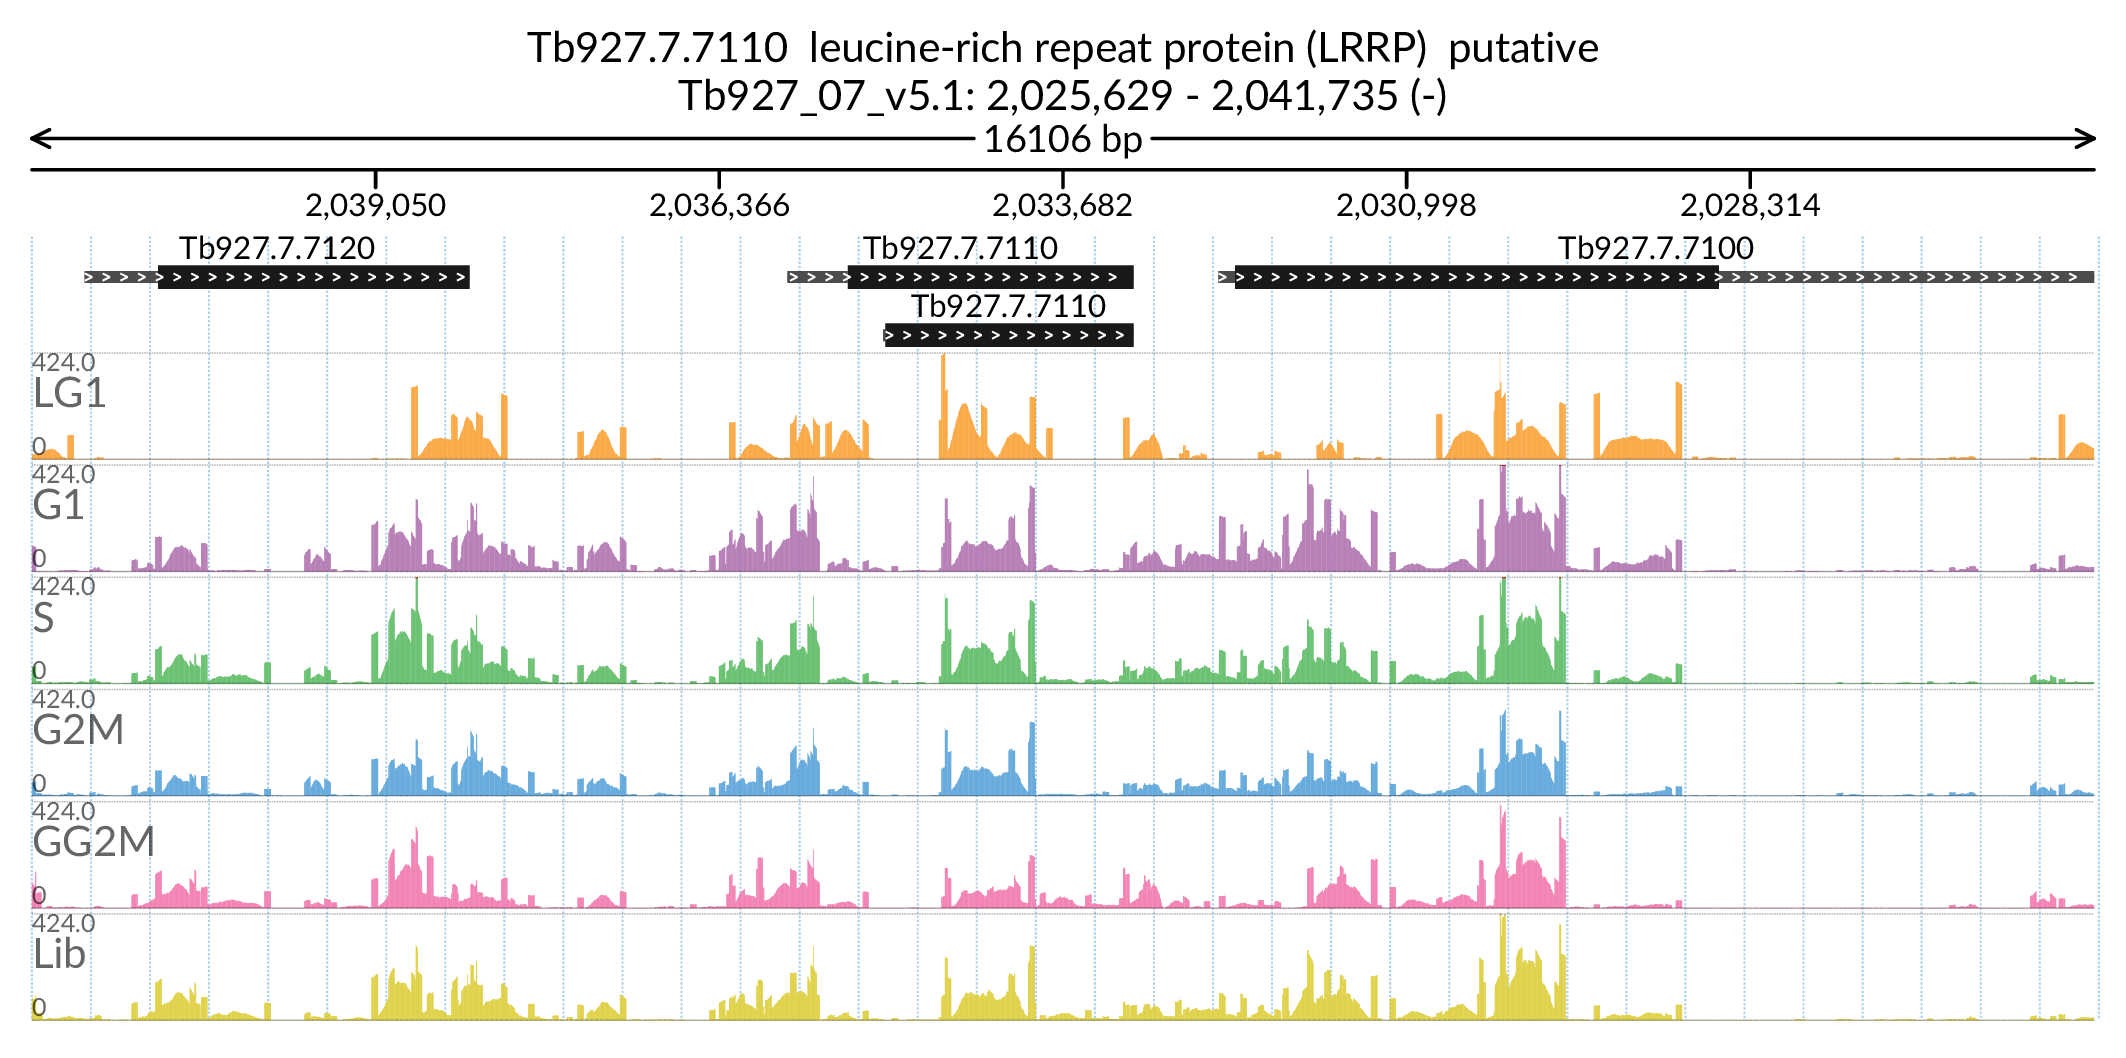 Tb927.7.7110  leucine-rich repeat protein (LRRP)  putative
Tb927_07_v5.1: 2,025,629 - 2,041,735 (-)
16106 bp
2,039,050 2,036,366 2,033,682 2,030,998 2,028,314
Tb927.7.7120 Tb927.7.7110 Tb927.7.7100
Tb927.7.7110
424.0
LG1
0
424.0
G1
0
424.0
S
0
424.0
G2M
0
424.0
GG2M
0
424.0
Lib
0